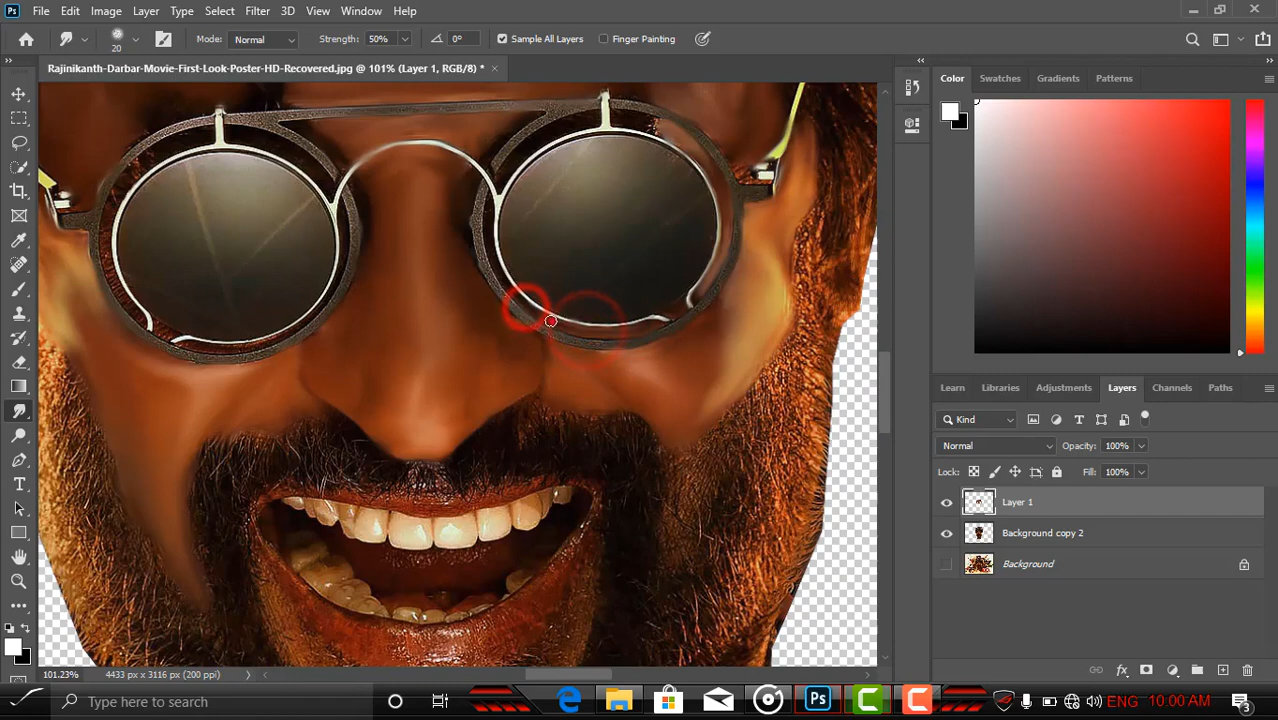 Ps File Edit Image Layer Type Select Filter 3D View Window Help
20 Mode: Normal Strength: 50% 0° Sample All Layers Finger Painting
Rajinikanth-Darbar-Movie-First-Look-Poster-HD-Recovered.jpg @ 101% (Layer 1, RGB/8) *
Color Swatches Gradients Patterns
Learn Libraries Adjustments Layers Channels Paths
Kind
Normal Opacity: 100%
Lock: Fill: 100%
Layer 1
Background copy 2
Background
101.23% 4433 px x 3116 px (200 ppi)
Type here to search Ps ENG 10:00 AM 3